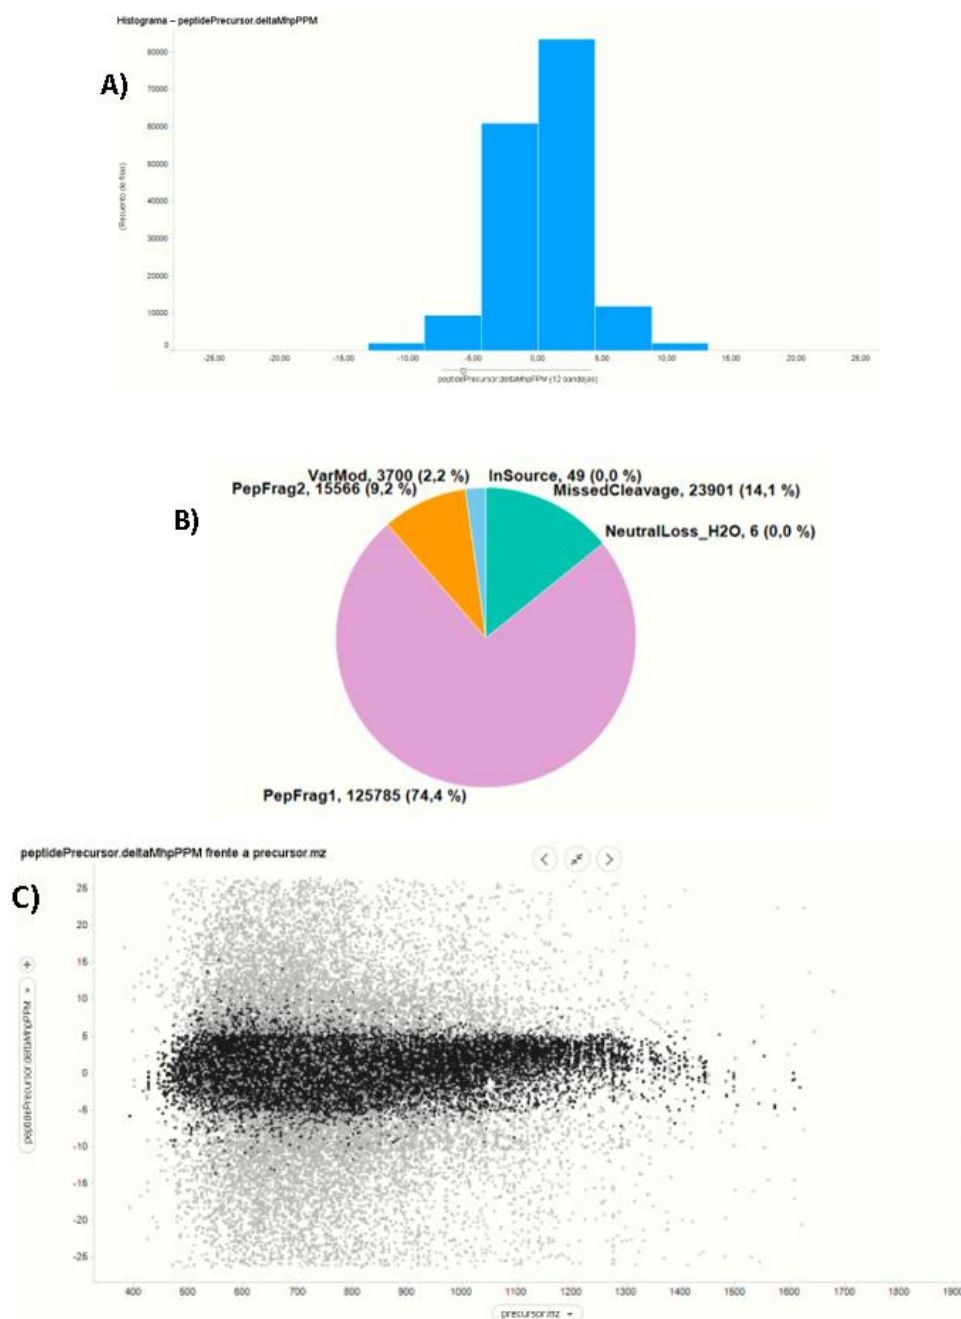 Histograma – peptidePrecursor.deltaMhpPPM
A)
80000
70000
60000
50000
40000
30000
20000
10000
0
(Recuento de filas)
-25,00 -20,00 -15,00 -10,00 -5,00 0,00 5,00 10,00 15,00 20,00 25,00
peptidePrecursor.deltaMhpPPM (12 bandejas)
B)
VarMod, 3700 (2,2 %)
InSource, 49 (0,0 %)
PepFrag2, 15566 (9,2 %)
MissedCleavage, 23901 (14,1 %)
NeutralLoss_H2O, 6 (0,0 %)
PepFrag1, 125785 (74,4 %)
peptidePrecursor.deltaMhpPPM frente a precursor.mz
C)
25
20
15
10
5
0
-5
-10
-15
-20
-25
peptidePrecursor.deltaMhpPPM
400 500 600 700 800 900 1000 1100 1200 1300 1400 1500 1600 1700 1800 1900
precursor.mz